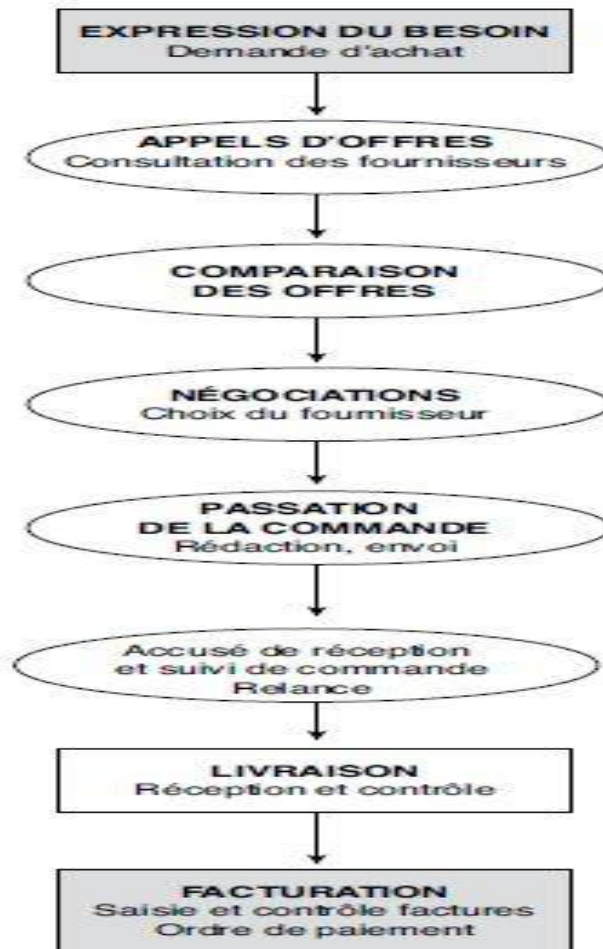 EXPRESSION DU BESOIN
Demande d'achat
APPELS D'OFFRES
Consultation des fournisseurs
COMPARAISON
DES OFFRES
NÉGOCIATIONS
Choix du fournisseur
PASSATION
DE LA COMMANDE
Rédaction, envoi
Accusé de réception
et suivi de commande
Relance
LIVRAISON
Réception et contrôle
FACTURATION
Saisie et contrôle factures
Ordre de paiement